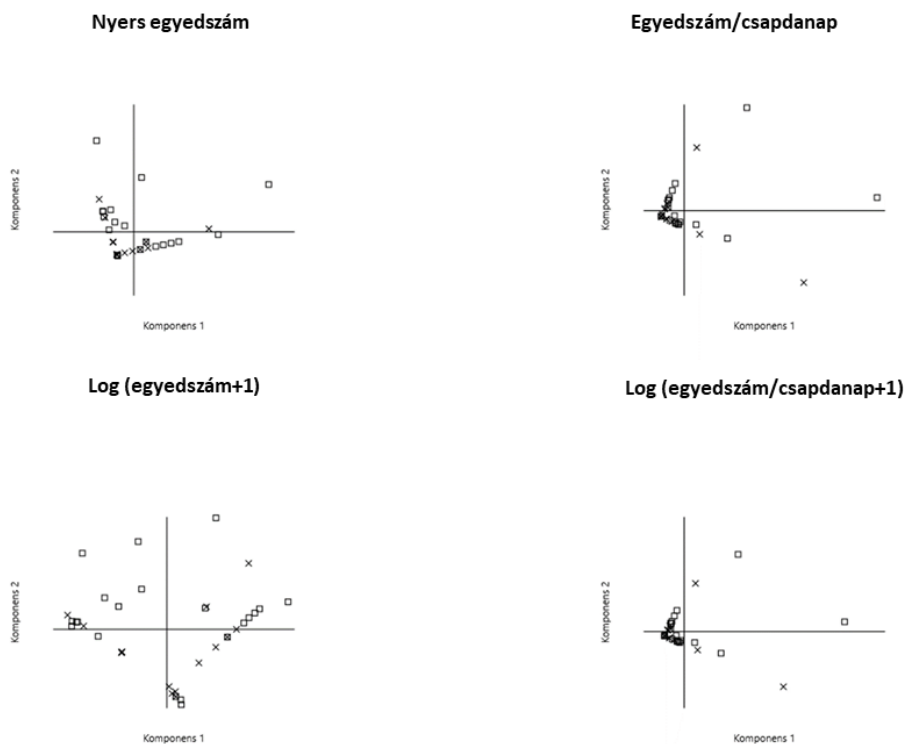 Nyers egyedszám
Egyedszám/csapdanap
Komponens 2
Komponens 1
Komponens 2
Komponens 1
Log (egyedszám+1)
Log (egyedszám/csapdanap+1)
Komponens 2
Komponens 1
Komponens 2
Komponens 1